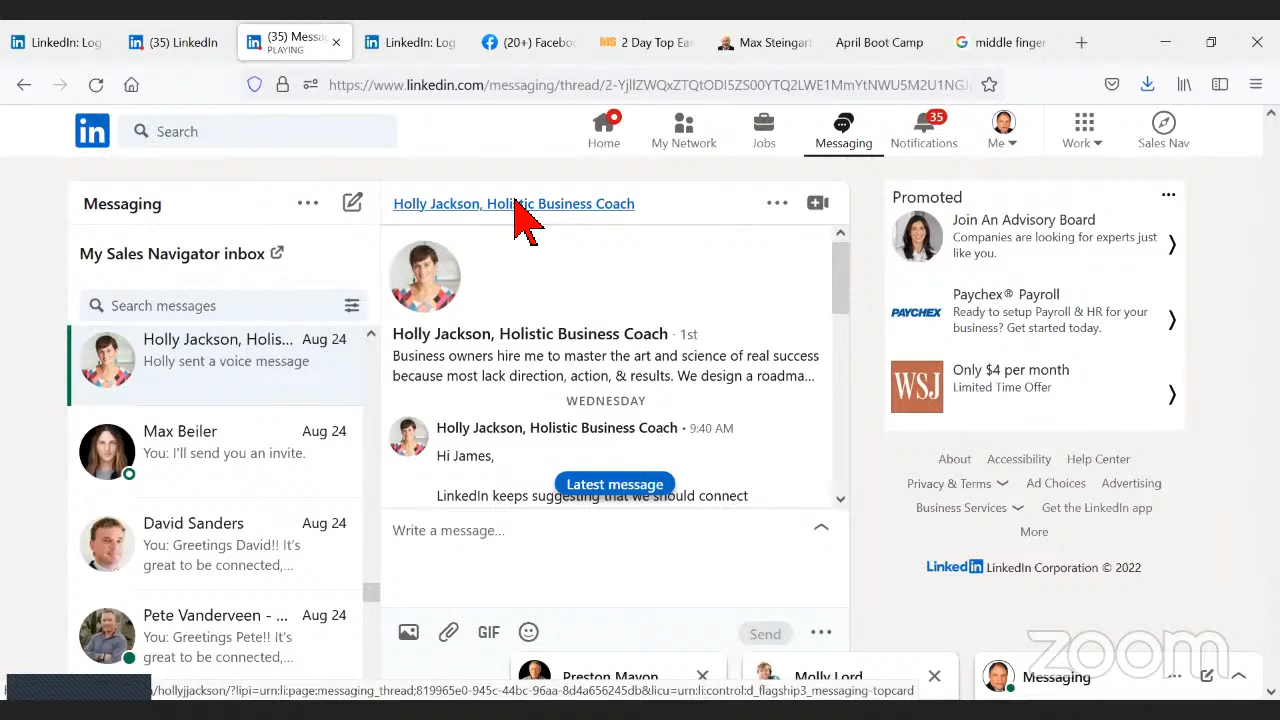 LinkedIn: Log
(35) LinkedIn
(35) Messa
PLAYING
LinkedIn: Log
(20+) Facebo
MS 2 Day Top Ear
Max Steingart
April Boot Camp
middle finger
https://www.linkedin.com/messaging/thread/2-YjllZWQxZTQtODI5ZS00YTQ2LWE1MmYtNWU5M2U1NGJ
in
Search
Home
My Network
Jobs
Messaging
35
Notifications
Me
Work
Sales Nav
Messaging
My Sales Navigator inbox
Search messages
Holly Jackson, Holis... Aug 24
Holly sent a voice message
Max Beiler Aug 24
You: I'll send you an invite.
David Sanders Aug 24
You: Greetings David!! It's
great to be connected,...
Pete Vanderveen - ... Aug 24
You: Greetings Pete!! It's
great to be connected,...
Holly Jackson, Holistic Business Coach
Holly Jackson, Holistic Business Coach · 1st
Business owners hire me to master the art and science of real success
because most lack direction, action, & results. We design a roadma...
WEDNESDAY
Holly Jackson, Holistic Business Coach • 9:40 AM
Hi James,
Latest message
LinkedIn keeps suggesting that we should connect
Write a message...
GIF
Send
Promoted
Join An Advisory Board
Companies are looking for experts just
like you.
PAYCHEX
Paychex® Payroll
Ready to setup Payroll & HR for your
business? Get started today.
WSJ
Only $4 per month
Limited Time Offer
About Accessibility Help Center
Privacy & Terms Ad Choices Advertising
Business Services Get the LinkedIn app
More
LinkedIn LinkedIn Corporation © 2022
zoom
Preston Mayon
Molly Lord
Messaging
/hollyjjackson/?lipi=urn:li:page:messaging_thread;819965e0-945c-44bc-96aa-8d4a656245db&licu=urn:li:control:d_flagship3_messaging-topcard